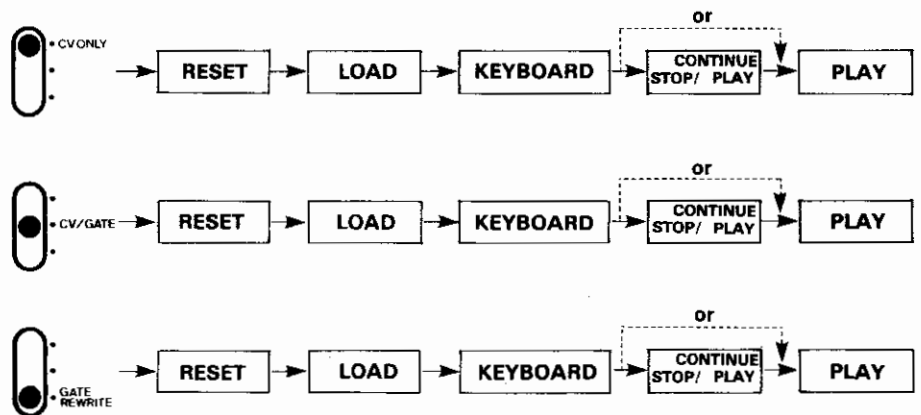 or
CV ONLY
RESET
LOAD
KEYBOARD
CONTINUE
STOP/ PLAY
PLAY
or
CV/GATE
RESET
LOAD
KEYBOARD
CONTINUE
STOP/ PLAY
PLAY
or
GATE
REWRITE
RESET
LOAD
KEYBOARD
CONTINUE
STOP/ PLAY
PLAY